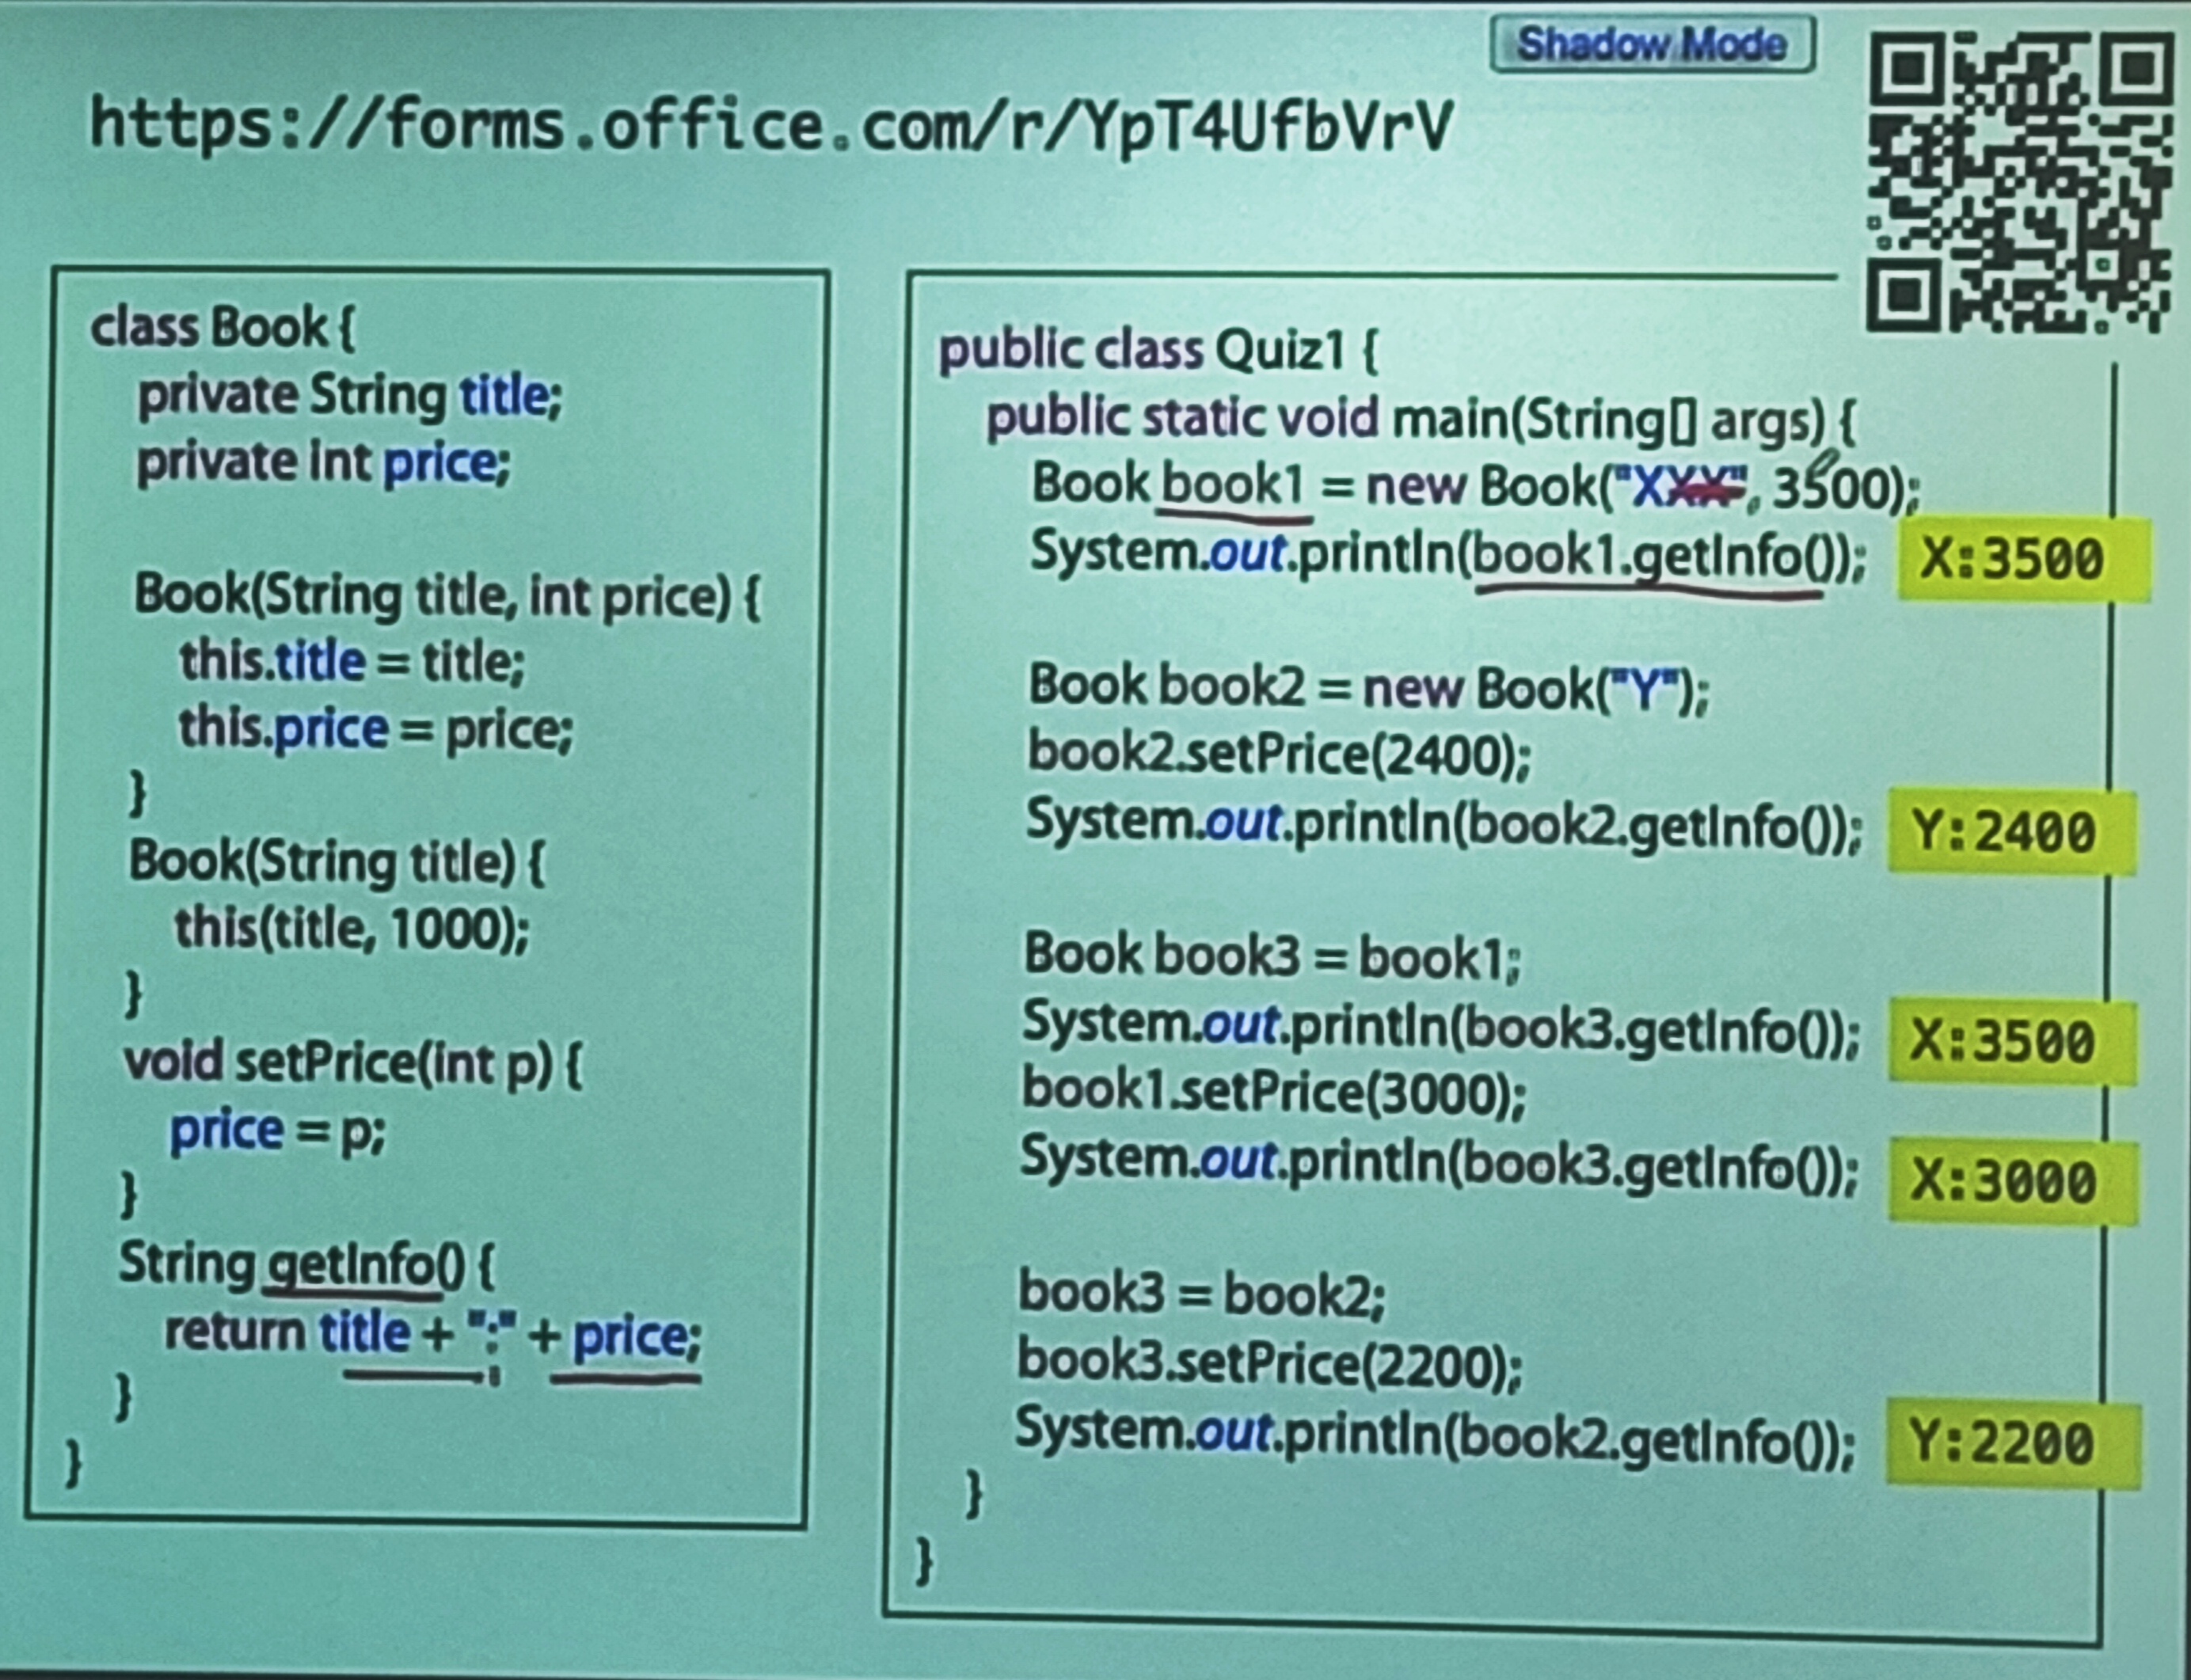 Shadow Mode
https://forms.office.com/r/YpT4UfbVrV
class Book {
private String title;
private int price;
Book(String title, int price) {
this.title = title;
this.price = price;
}
Book(String title) {
this(title, 1000);
}
void setPrice(int p) {
price = p;
}
String getInfo() {
return title + ":" + price;
}
}
public class Quiz1 {
public static void main(String[] args) {
Book book1 = new Book("XXX", 3500);
System.out.println(book1.getInfo()); X:3500
Book book2 = new Book("Y");
book2.setPrice(2400);
System.out.println(book2.getInfo()); Y:2400
Book book3 = book1;
System.out.println(book3.getInfo()); X:3500
book1.setPrice(3000);
System.out.println(book3.getInfo()); X:3000
book3 = book2;
book3.setPrice(2200);
System.out.println(book2.getInfo()); Y:2200
}
}